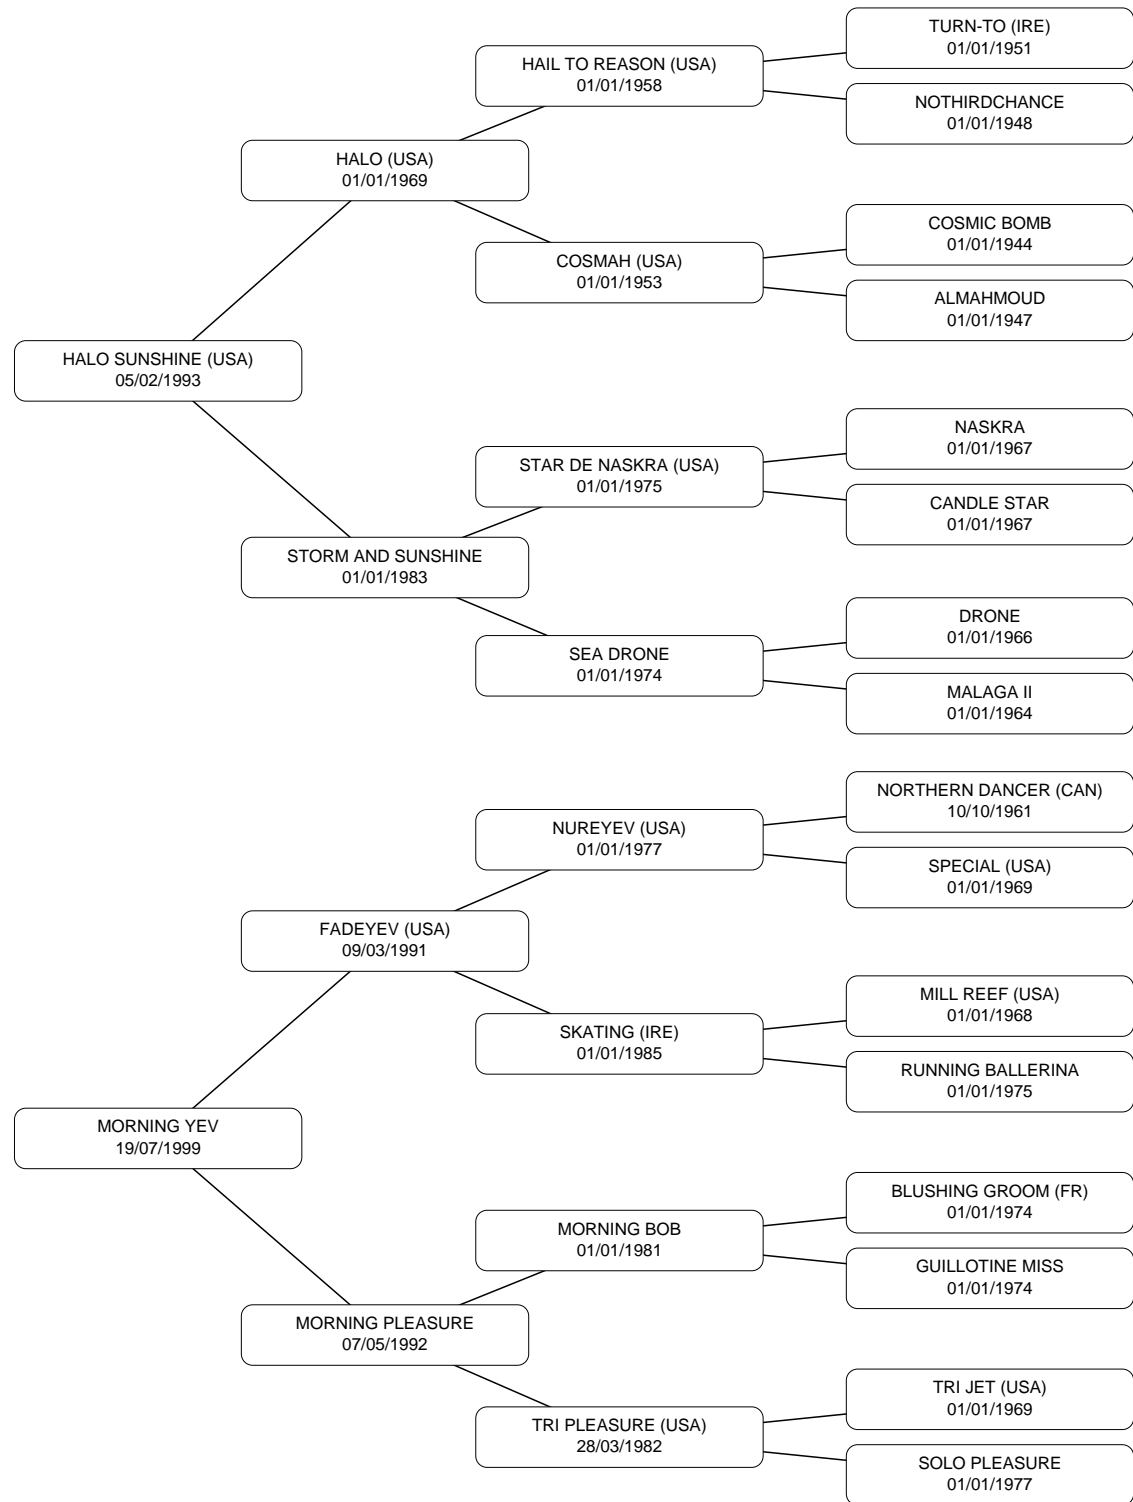 TURN-TO (IRE)
01/01/1951
HAIL TO REASON (USA)
01/01/1958
NOTHIRDCHANCE
01/01/1948
HALO (USA)
01/01/1969
COSMIC BOMB
01/01/1944
COSMAH (USA)
01/01/1953
ALMAHMOUD
01/01/1947
HALO SUNSHINE (USA)
05/02/1993
NASKRA
01/01/1967
STAR DE NASKRA (USA)
01/01/1975
CANDLE STAR
01/01/1967
STORM AND SUNSHINE
01/01/1983
DRONE
01/01/1966
SEA DRONE
01/01/1974
MALAGA II
01/01/1964
NORTHERN DANCER (CAN)
10/10/1961
NUREYEV (USA)
01/01/1977
SPECIAL (USA)
01/01/1969
FADEYEV (USA)
09/03/1991
MILL REEF (USA)
01/01/1968
SKATING (IRE)
01/01/1985
RUNNING BALLERINA
01/01/1975
MORNING YEV
19/07/1999
BLUSHING GROOM (FR)
01/01/1974
MORNING BOB
01/01/1981
GUILLOTINE MISS
01/01/1974
MORNING PLEASURE
07/05/1992
TRI JET (USA)
01/01/1969
TRI PLEASURE (USA)
28/03/1982
SOLO PLEASURE
01/01/1977